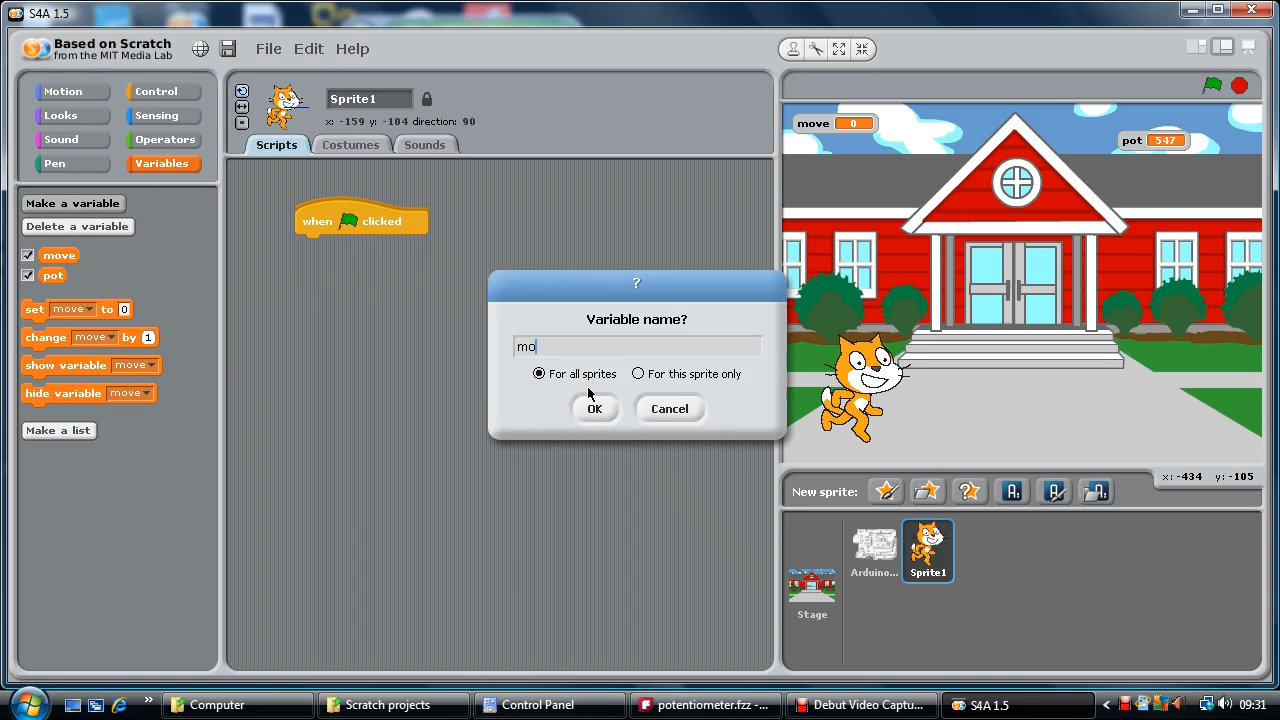 S4A 1.5
Based on Scratch
from the MIT Media Lab
File Edit Help
Motion Control
Looks Sensing
Sound Operators
Pen Variables
Make a variable
Delete a variable
move
pot
set move to 0
change move by 1
show variable move
hide variable move
Make a list
Sprite1
x: -159 y: -104 direction: 90
Scripts Costumes Sounds
when clicked
?
Variable name?
mo
For all sprites For this sprite only
OK Cancel
move 0
pot 547
x: -434 y: -105
New sprite:
Arduino... Sprite1
Stage
Computer Scratch projects Control Panel potentiometer.fzz -... Debut Video Captu... S4A 1.5 09:31